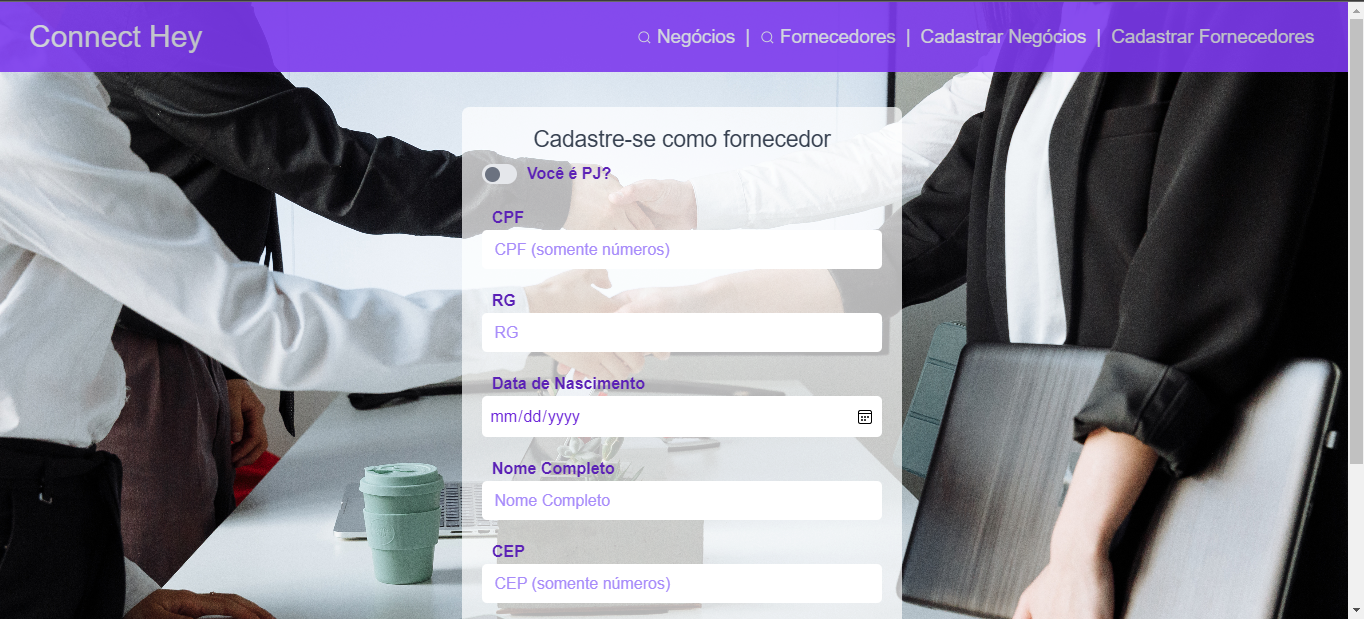 Connect Hey
Negócios | Fornecedores | Cadastrar Negócios | Cadastrar Fornecedores
Cadastre-se como fornecedor
Você é PJ?
CPF
CPF (somente números)
RG
RG
Data de Nascimento
mm/dd/yyyy
Nome Completo
Nome Completo
CEP
CEP (somente números)